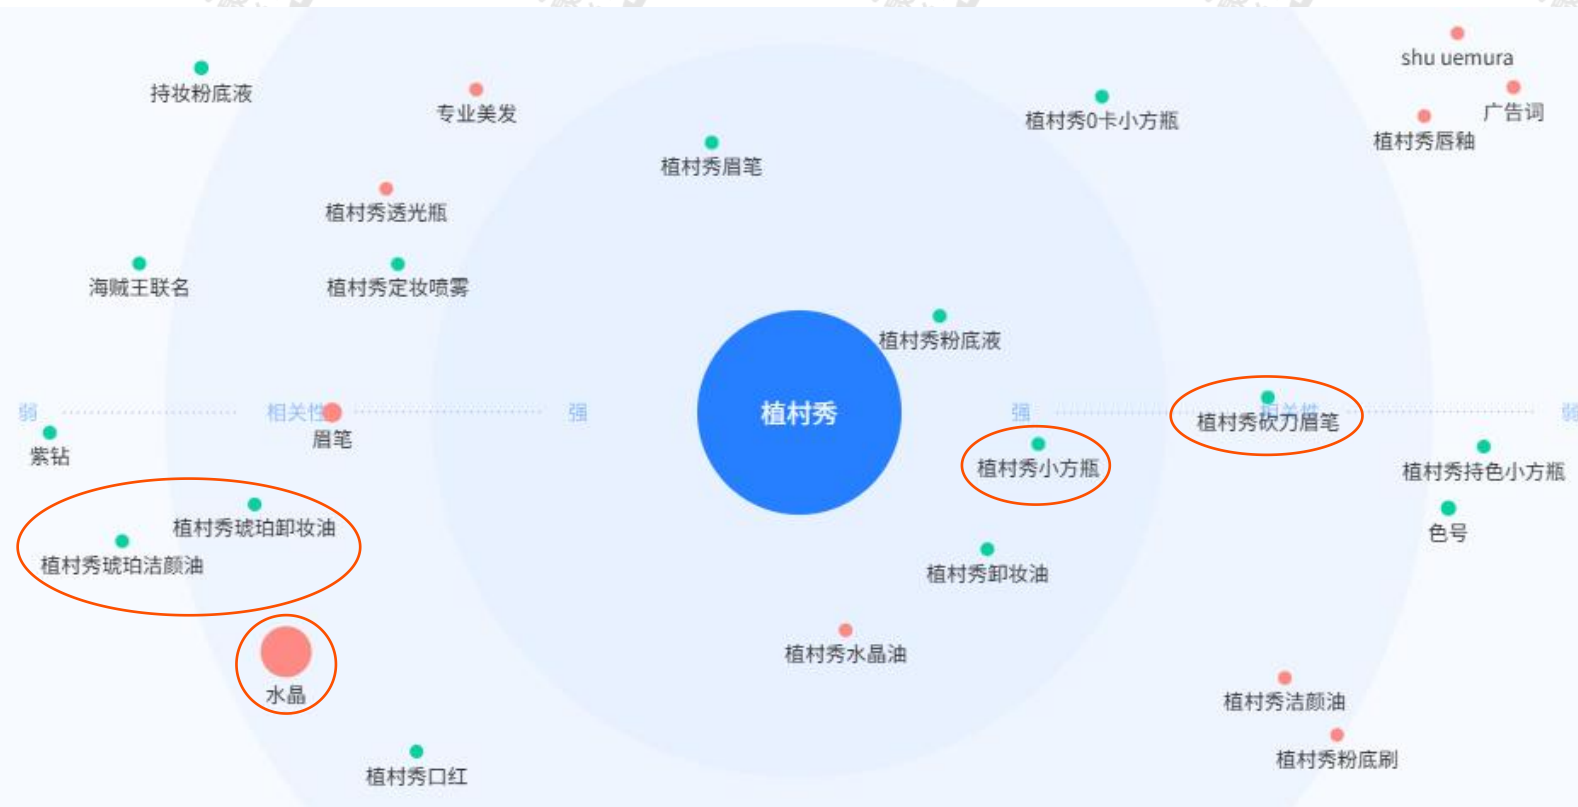 shu uemura
持妆粉底液
专业美发
植村秀0卡小方瓶
广告词
植村秀唇釉
植村秀眉笔
植村秀透光瓶
海贼王联名
植村秀定妆喷雾
植村秀粉底液
弱
相关性
强
植村秀
强
相关性
弱
植村秀砍刀眉笔
眉笔
紫钻
植村秀小方瓶
植村秀持色小方瓶
植村秀琥珀卸妆油
色号
植村秀琥珀洁颜油
植村秀卸妆油
植村秀水晶油
水晶
植村秀洁颜油
植村秀粉底刷
植村秀口红